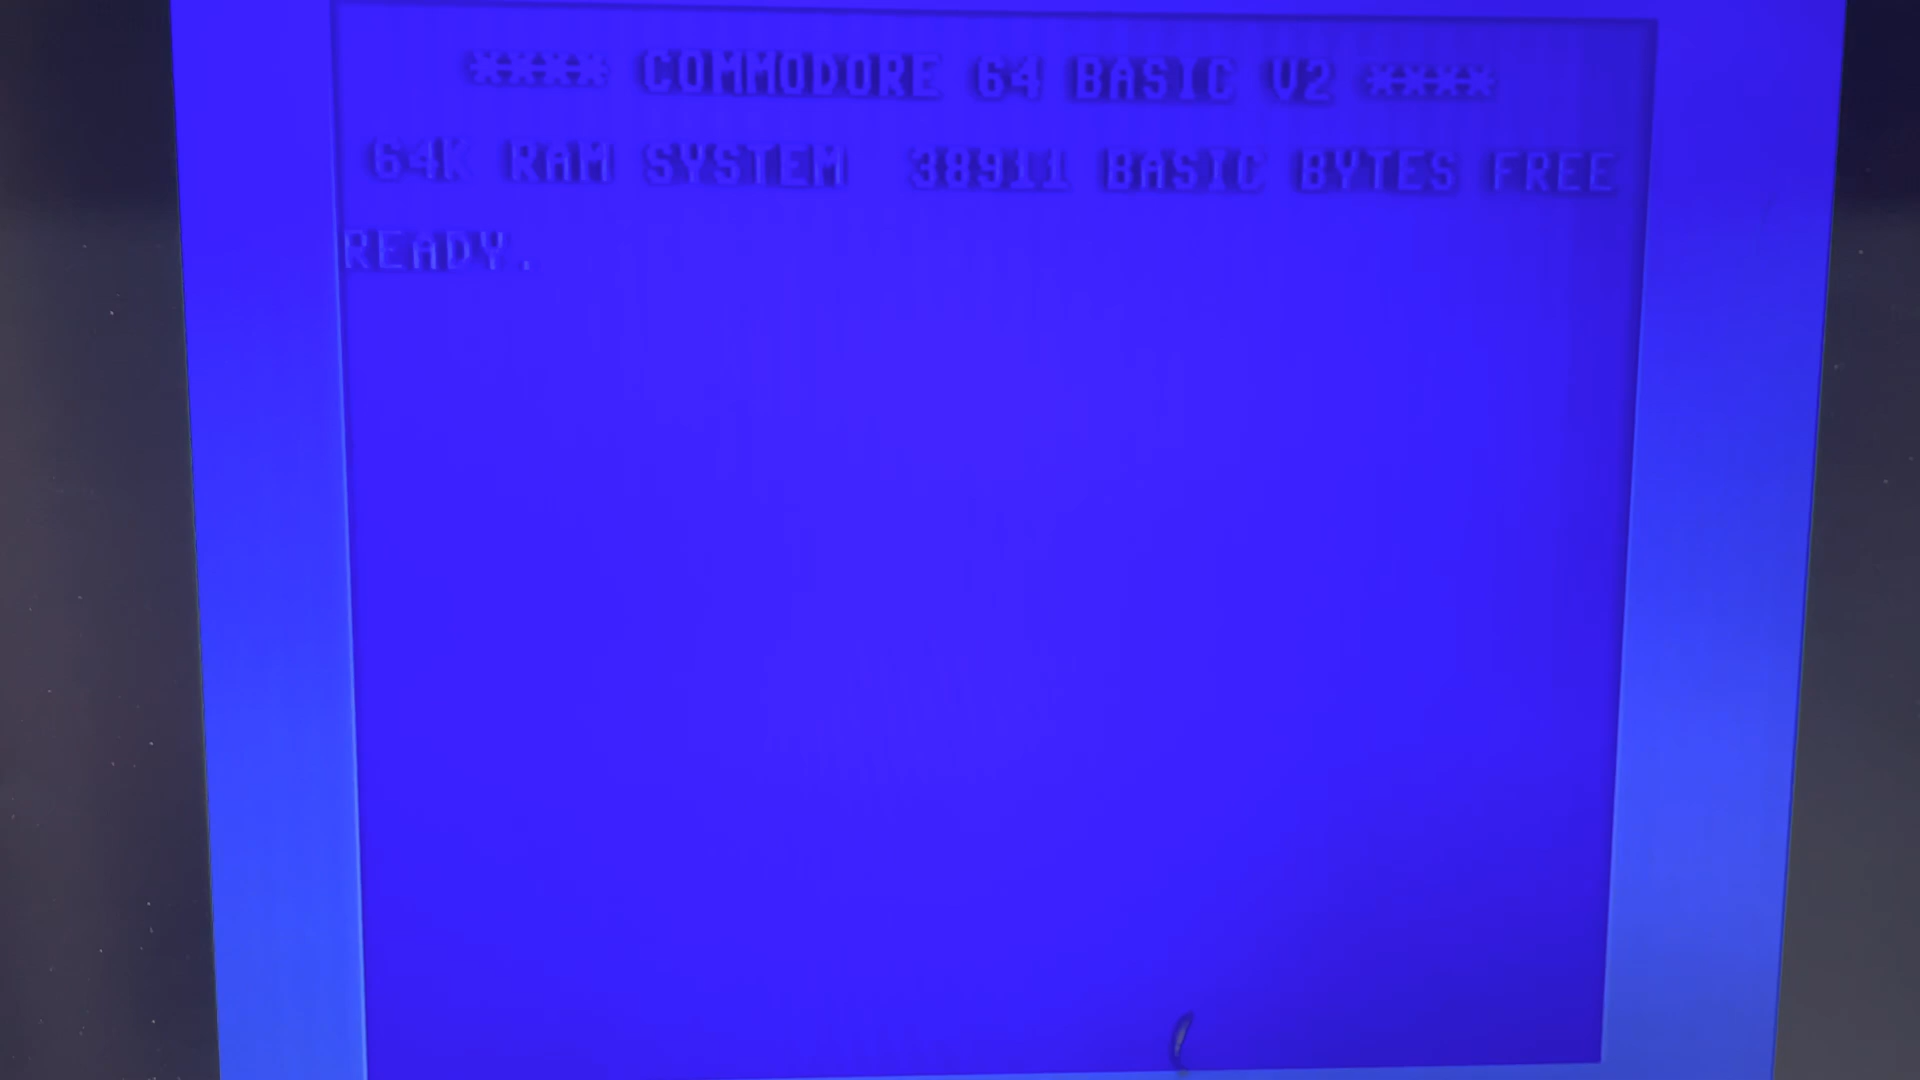 **** COMMODORE 64 BASIC V2 ****
64K RAM SYSTEM  38911 BASIC BYTES FREE
READY.